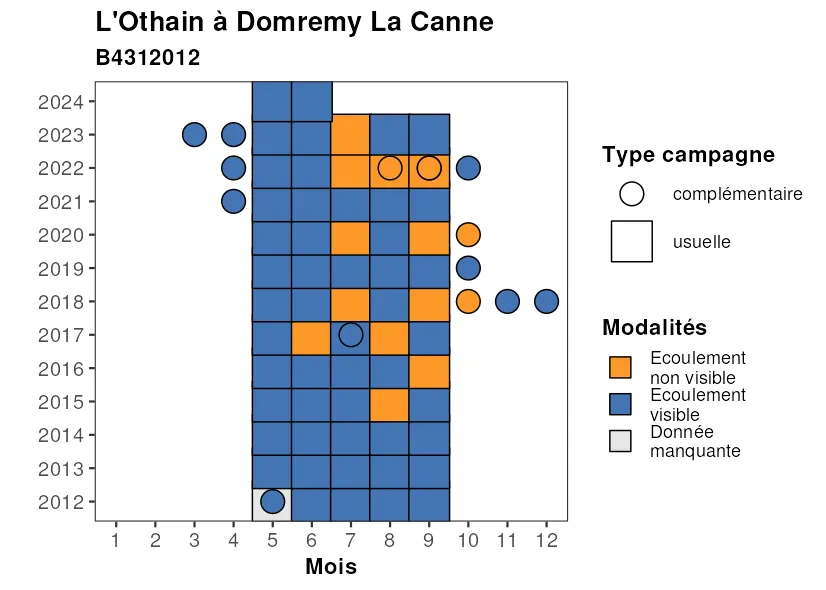 L'Othain à Domremy La Canne
B4312012
2024
2023
2022
2021
2020
2019
2018
2017
2016
2015
2014
2013
2012
1 2 3 4 5 6 7 8 9 10 11 12
Mois
Type campagne
complémentaire
usuelle
Modalités
Ecoulement
non visible
Ecoulement
visible
Donnée
manquante